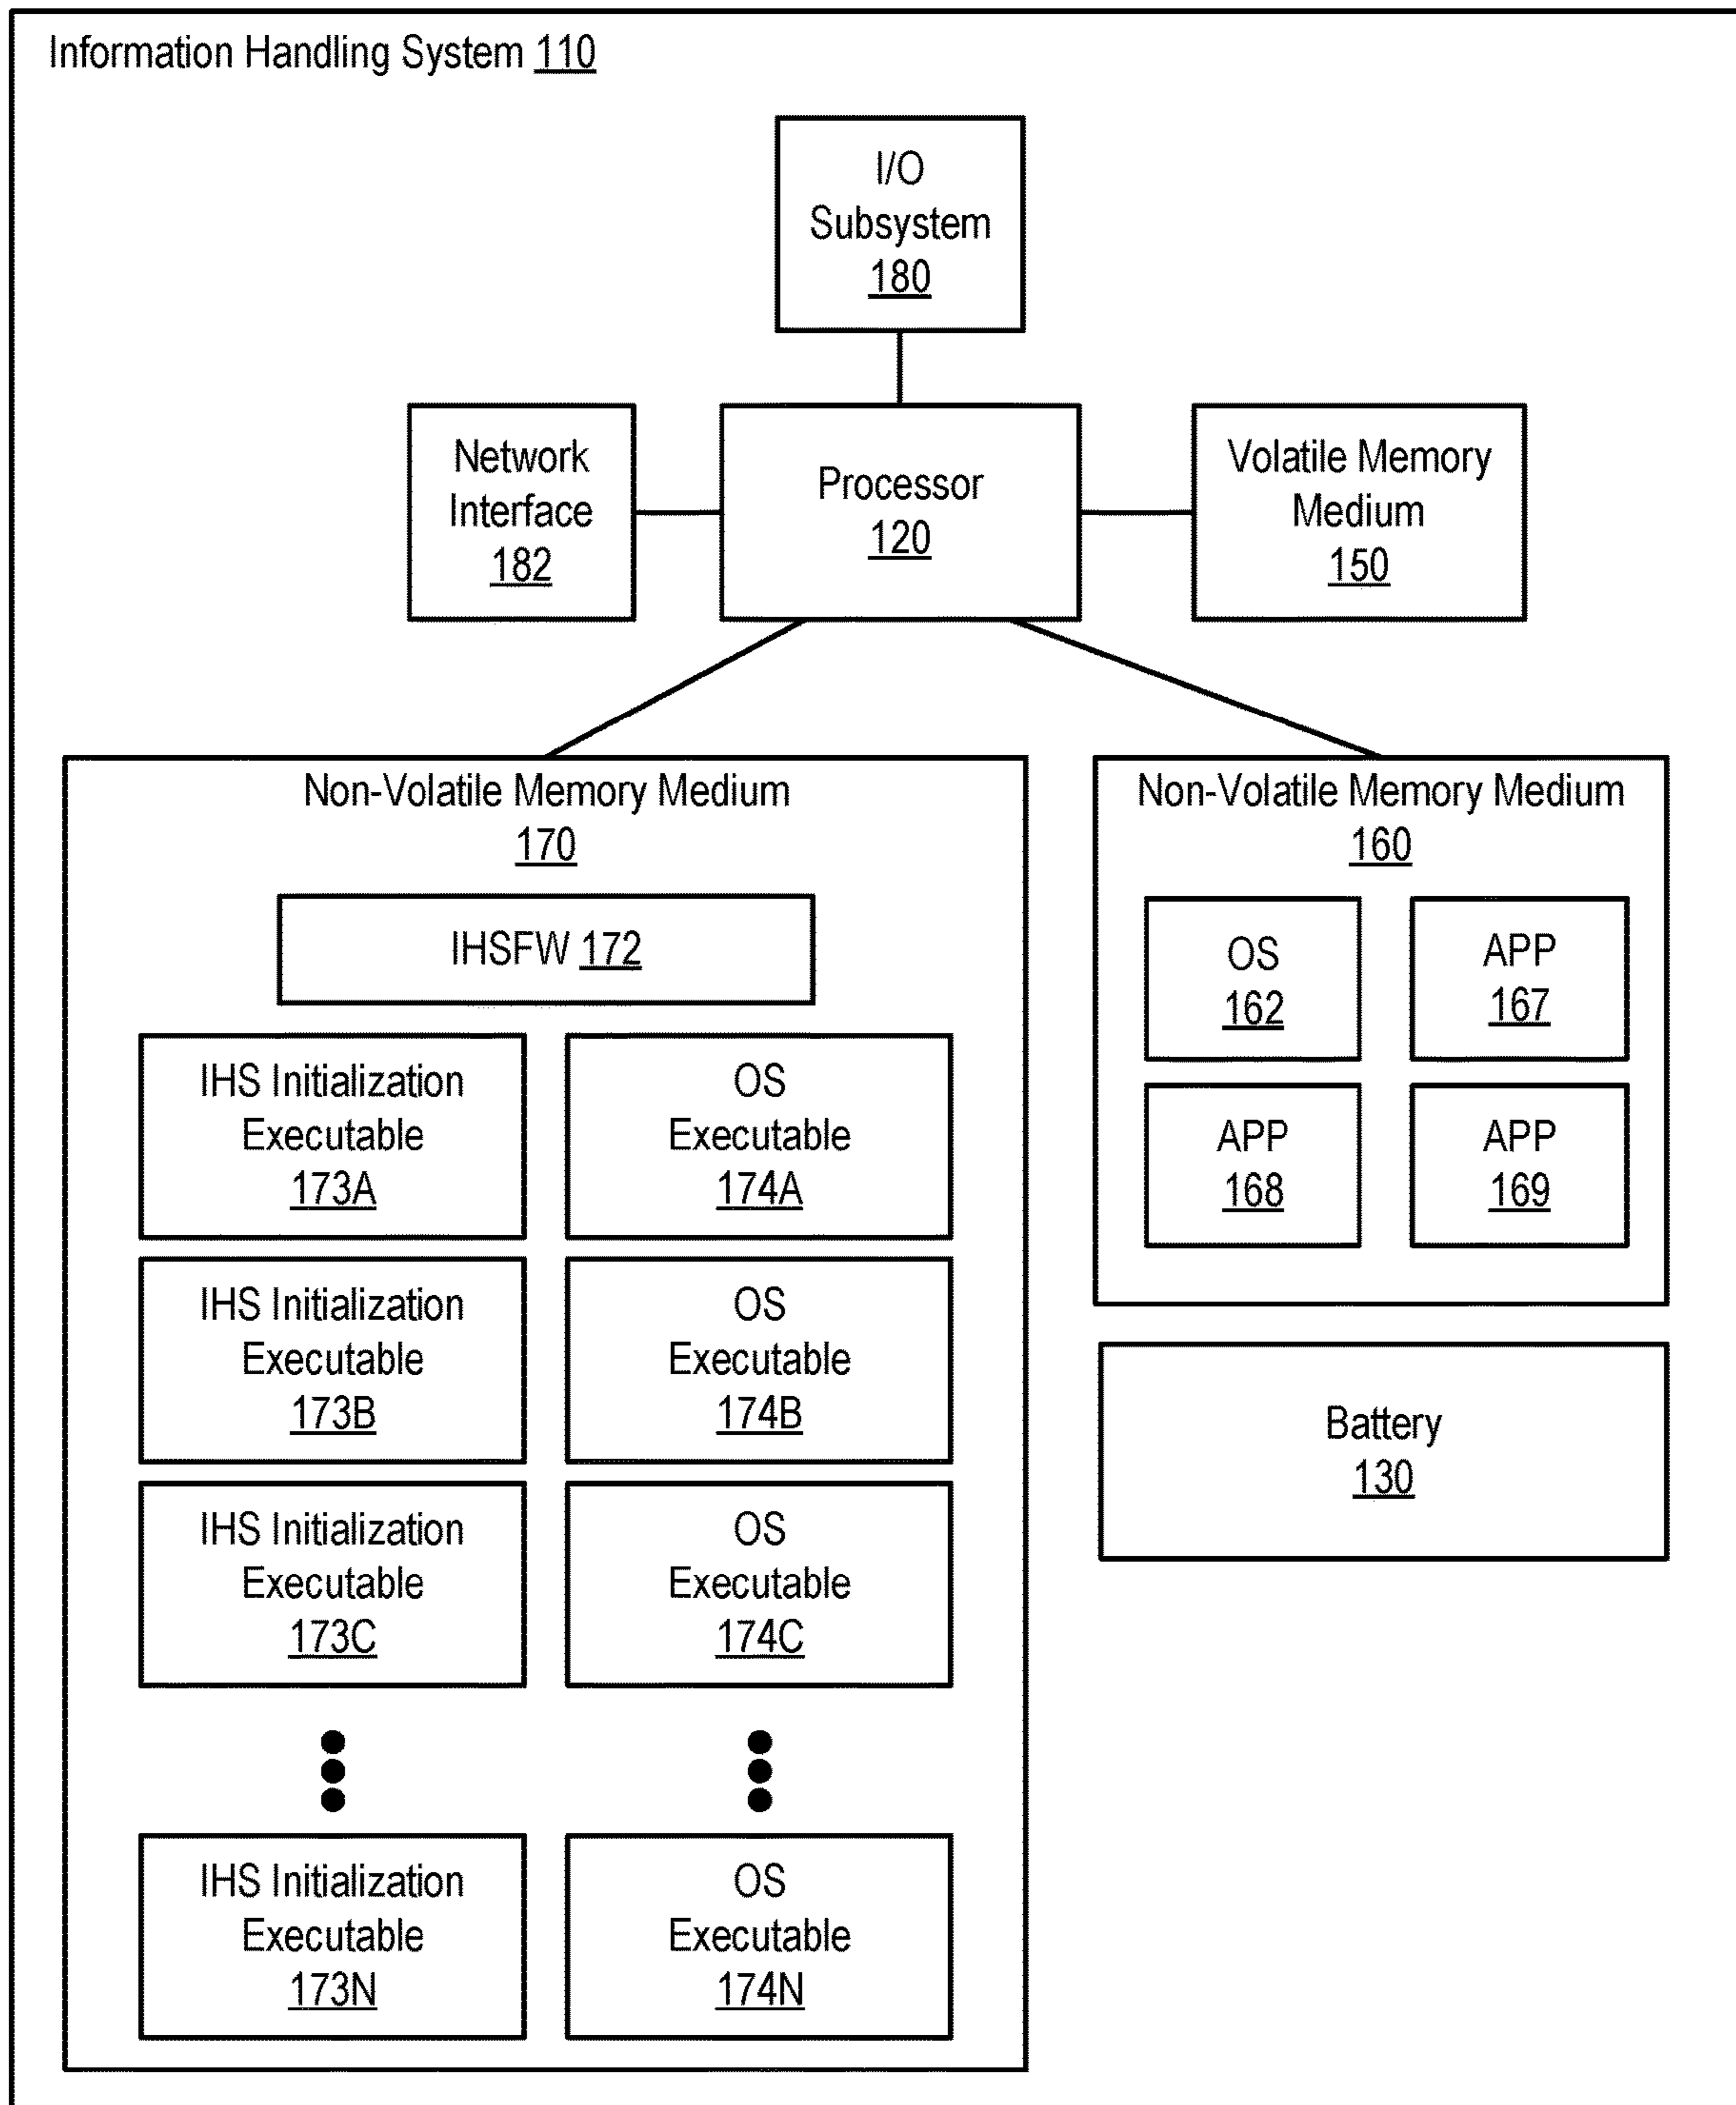 Information Handling System 110
I/O
Subsystem
180
Network
Interface
182
Processor
120
Volatile Memory
Medium
150
Non-Volatile Memory Medium
170
IHSFW 172
IHS Initialization
Executable
173A
OS
Executable
174A
IHS Initialization
Executable
173B
OS
Executable
174B
IHS Initialization
Executable
173C
OS
Executable
174C
IHS Initialization
Executable
173N
OS
Executable
174N
Non-Volatile Memory Medium
160
OS
162
APP
167
APP
168
APP
169
Battery
130